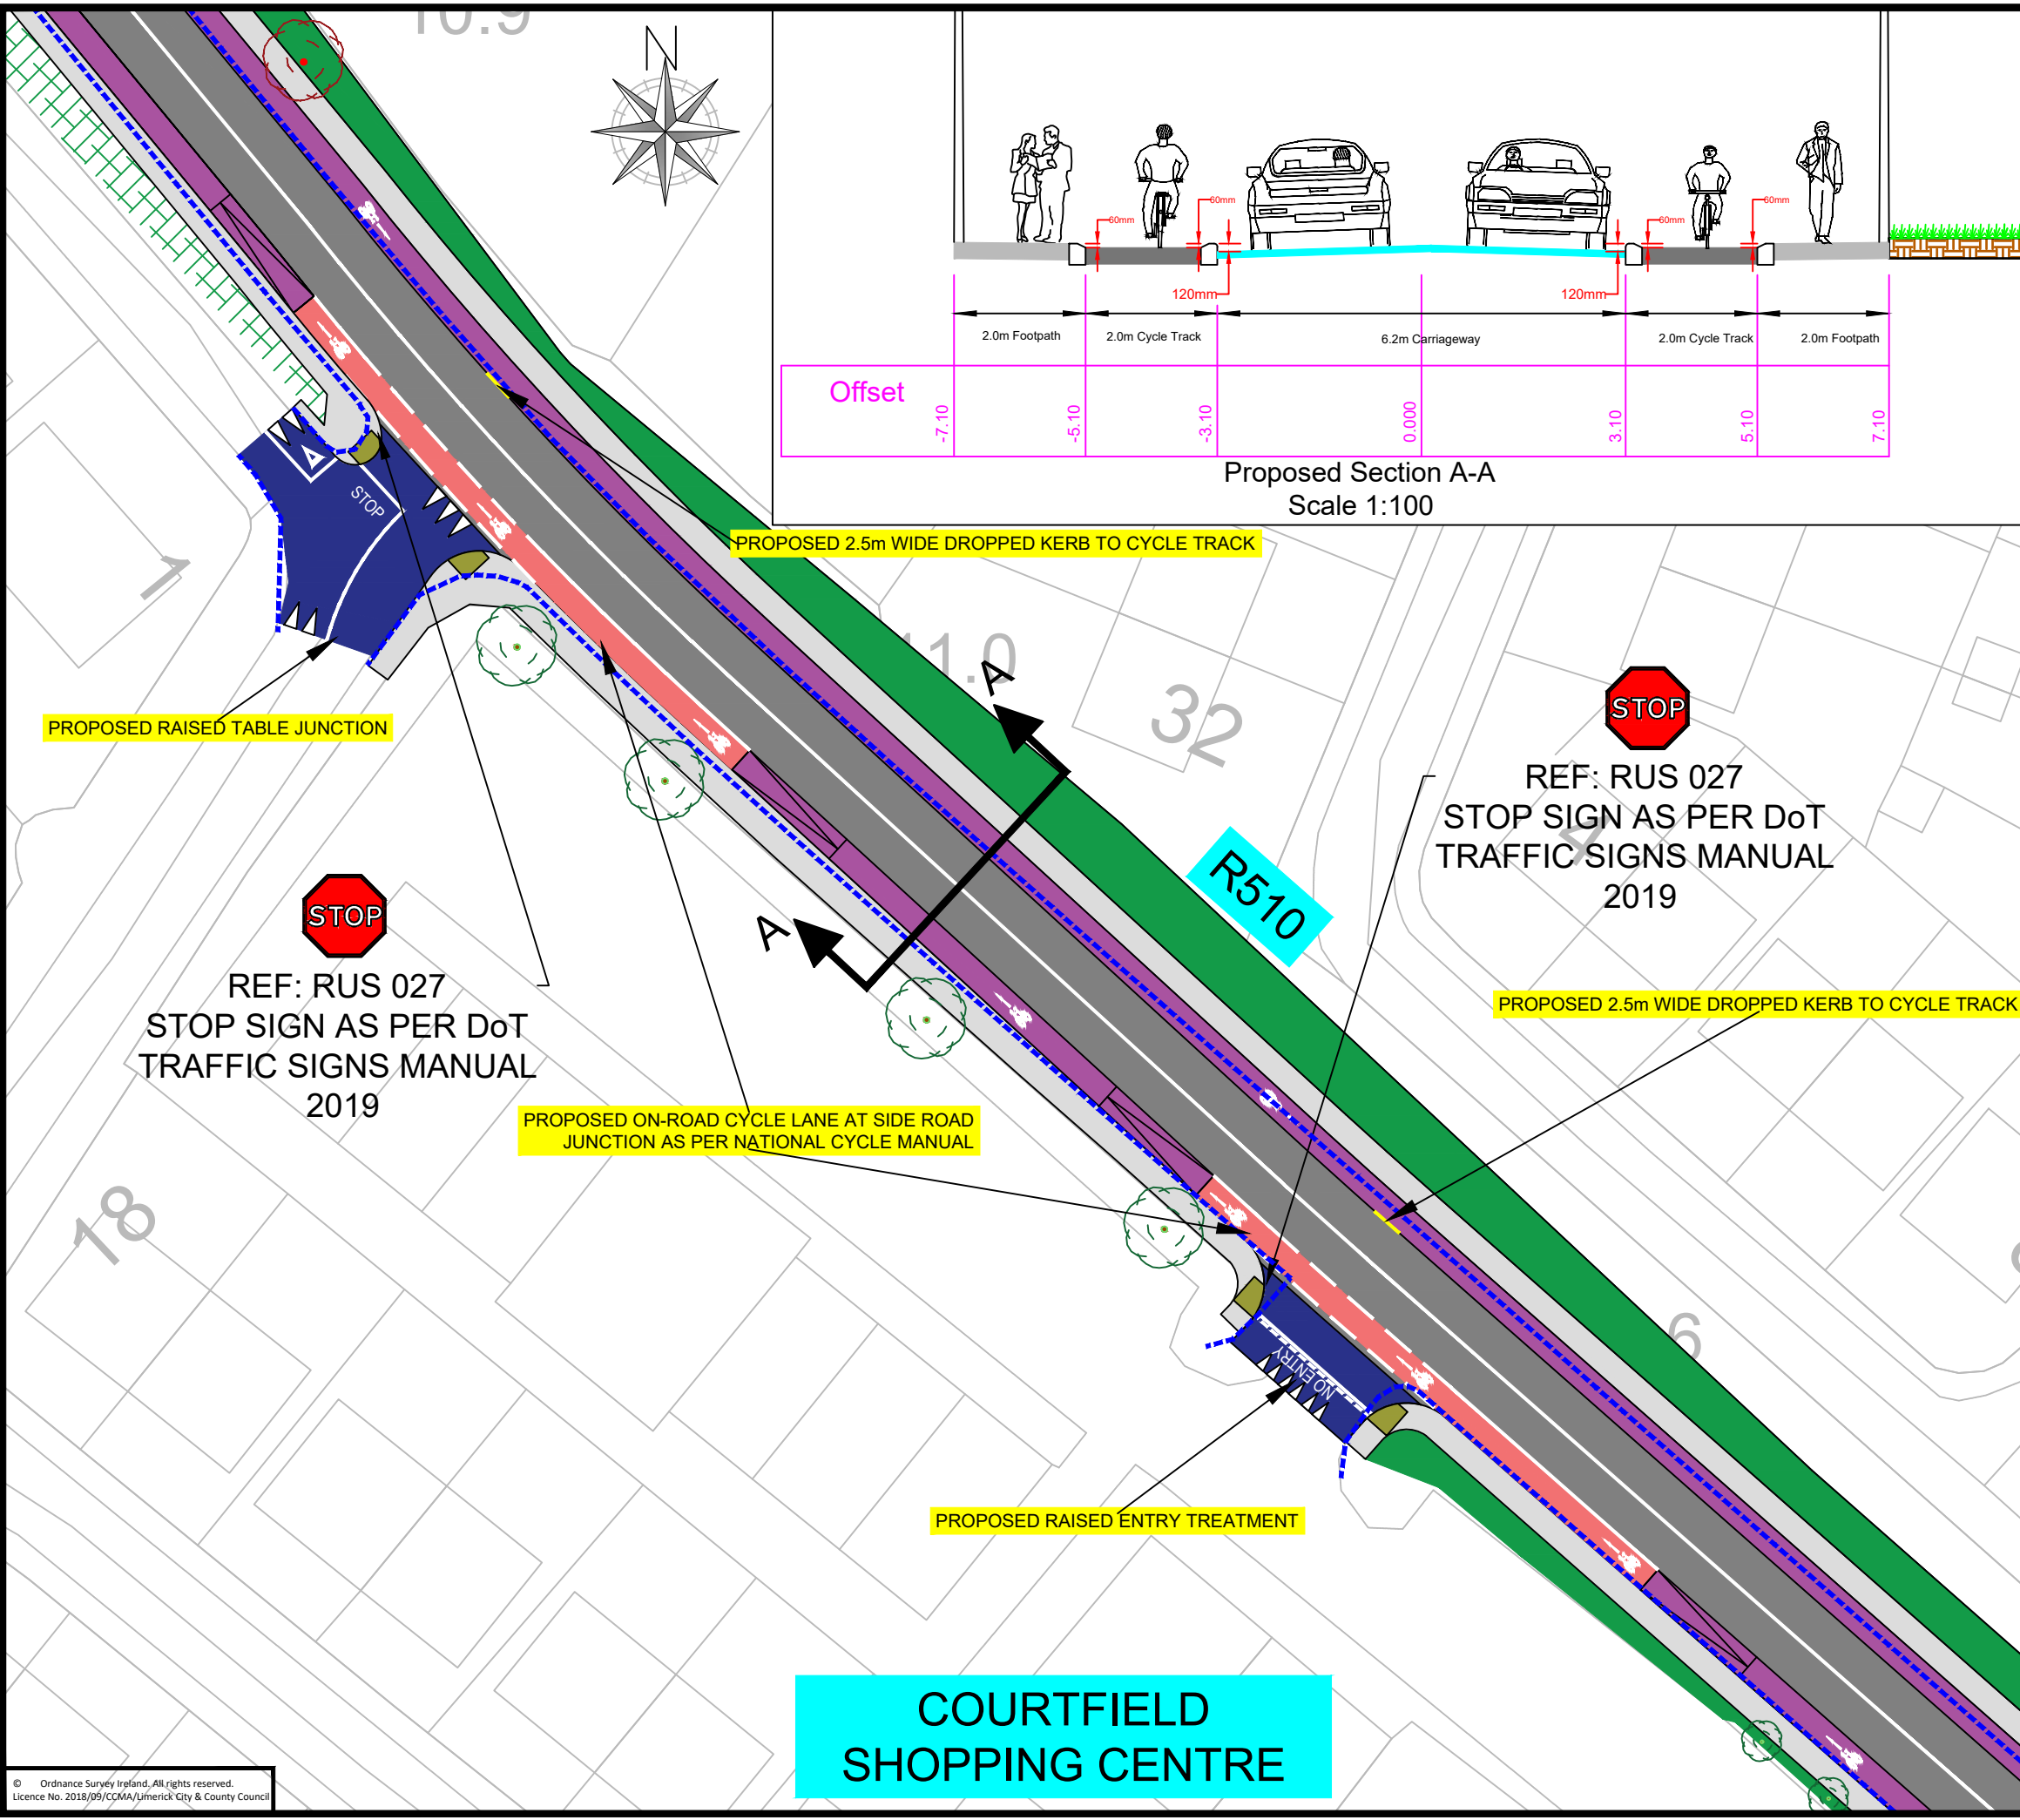 10.9
N
60mm
60mm
60mm
60mm
120mm
120mm
2.0m Footpath
2.0m Cycle Track
6.2m Carriageway
2.0m Cycle Track
2.0m Footpath
Offset
-7.10
-5.10
-3.10
0.000
3.10
5.10
7.10
Proposed Section A-A
Scale 1:100
STOP
PROPOSED 2.5m WIDE DROPPED KERB TO CYCLE TRACK
1
11.0
32
A
A
PROPOSED RAISED TABLE JUNCTION
STOP
REF: RUS 027
STOP SIGN AS PER DoT
TRAFFIC SIGNS MANUAL
2019
4
R510
STOP
REF: RUS 027
STOP SIGN AS PER DoT
TRAFFIC SIGNS MANUAL
2019
PROPOSED 2.5m WIDE DROPPED KERB TO CYCLE TRACK
PROPOSED ON-ROAD CYCLE LANE AT SIDE ROAD
JUNCTION AS PER NATIONAL CYCLE MANUAL
18
6
NO ENTRY
PROPOSED RAISED ENTRY TREATMENT
COURTFIELD
SHOPPING CENTRE
© Ordnance Survey Ireland. All rights reserved.
Licence No. 2018/09/CCMA/Limerick City & County Council